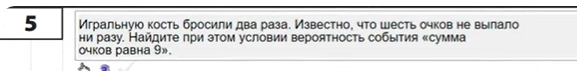 5
Игральную кость бросили два раза. Известно, что шесть очков не выпало
ни разу. Найдите при этом условии вероятность события «сумма
очков равна 9».